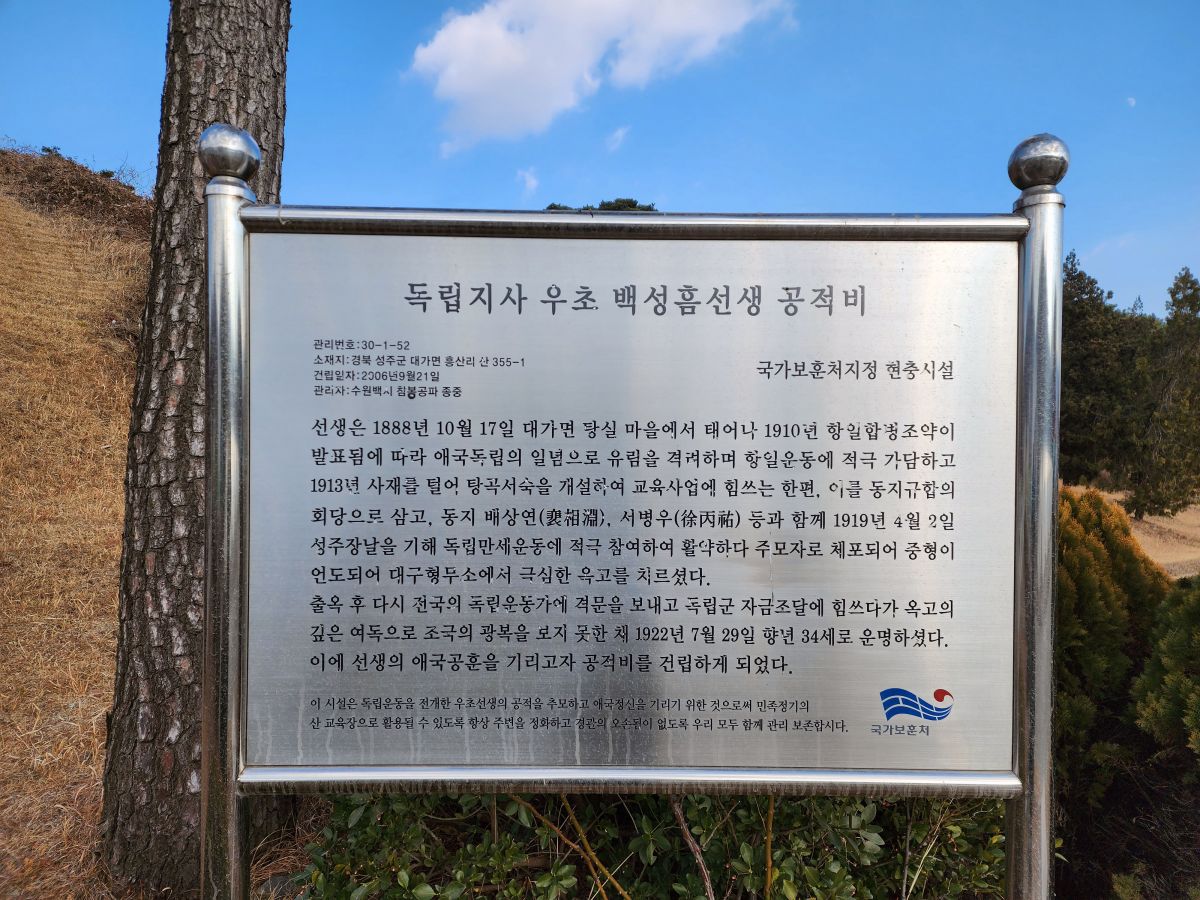 독립지사 우초 백성흠선생 공적비
관리번호:30-1-52
소재지:경북 성주군 대가면 흥산리 산 355-1
건립일자:2006년9월21일
관리자:수원백씨 침봉공파 종중
국가보훈처지정 현충시설
선생은 1888년 10월 17일 대가면 땅실 마을에서 태어나 1910년 항일합병조약이
발표됨에 따라 애국독립의 일념으로 유림을 격려하며 항일운동에 적극 가담하고
1913년 사재를 털어 탕곡서숙을 개설하여 교육사업에 힘쓰는 한편, 이를 동지규합의
회당으로 삼고, 동지 배상연(裵相淵), 서병우(徐丙祐) 등과 함께 1919년 4월 2일
성주장날을 기해 독립만세운동에 적극 참여하여 활약하다 주모자로 체포되어 중형이
언도되어 대구형무소에서 극심한 옥고를 치르셨다.
출옥 후 다시 전국의 독립운동가에 격문을 보내고 독립군 자금조달에 힘쓰다가 옥고의
깊은 여독으로 조국의 광복을 보지 못한 채 1922년 7월 29일 향년 34세로 운명하셨다.
이에 선생의 애국공훈을 기리고자 공적비를 건립하게 되었다.
이 시설은 독립운동을 전개한 우초선생의 공적을 추모하고 애국정신을 기리기 위한 것으로써 민족정기의
산 교육장으로 활용될 수 있도록 항상 주변을 정화하고 경관의 오손됨이 없도록 우리 모두 함께 관리 보존합시다.
국가보훈처